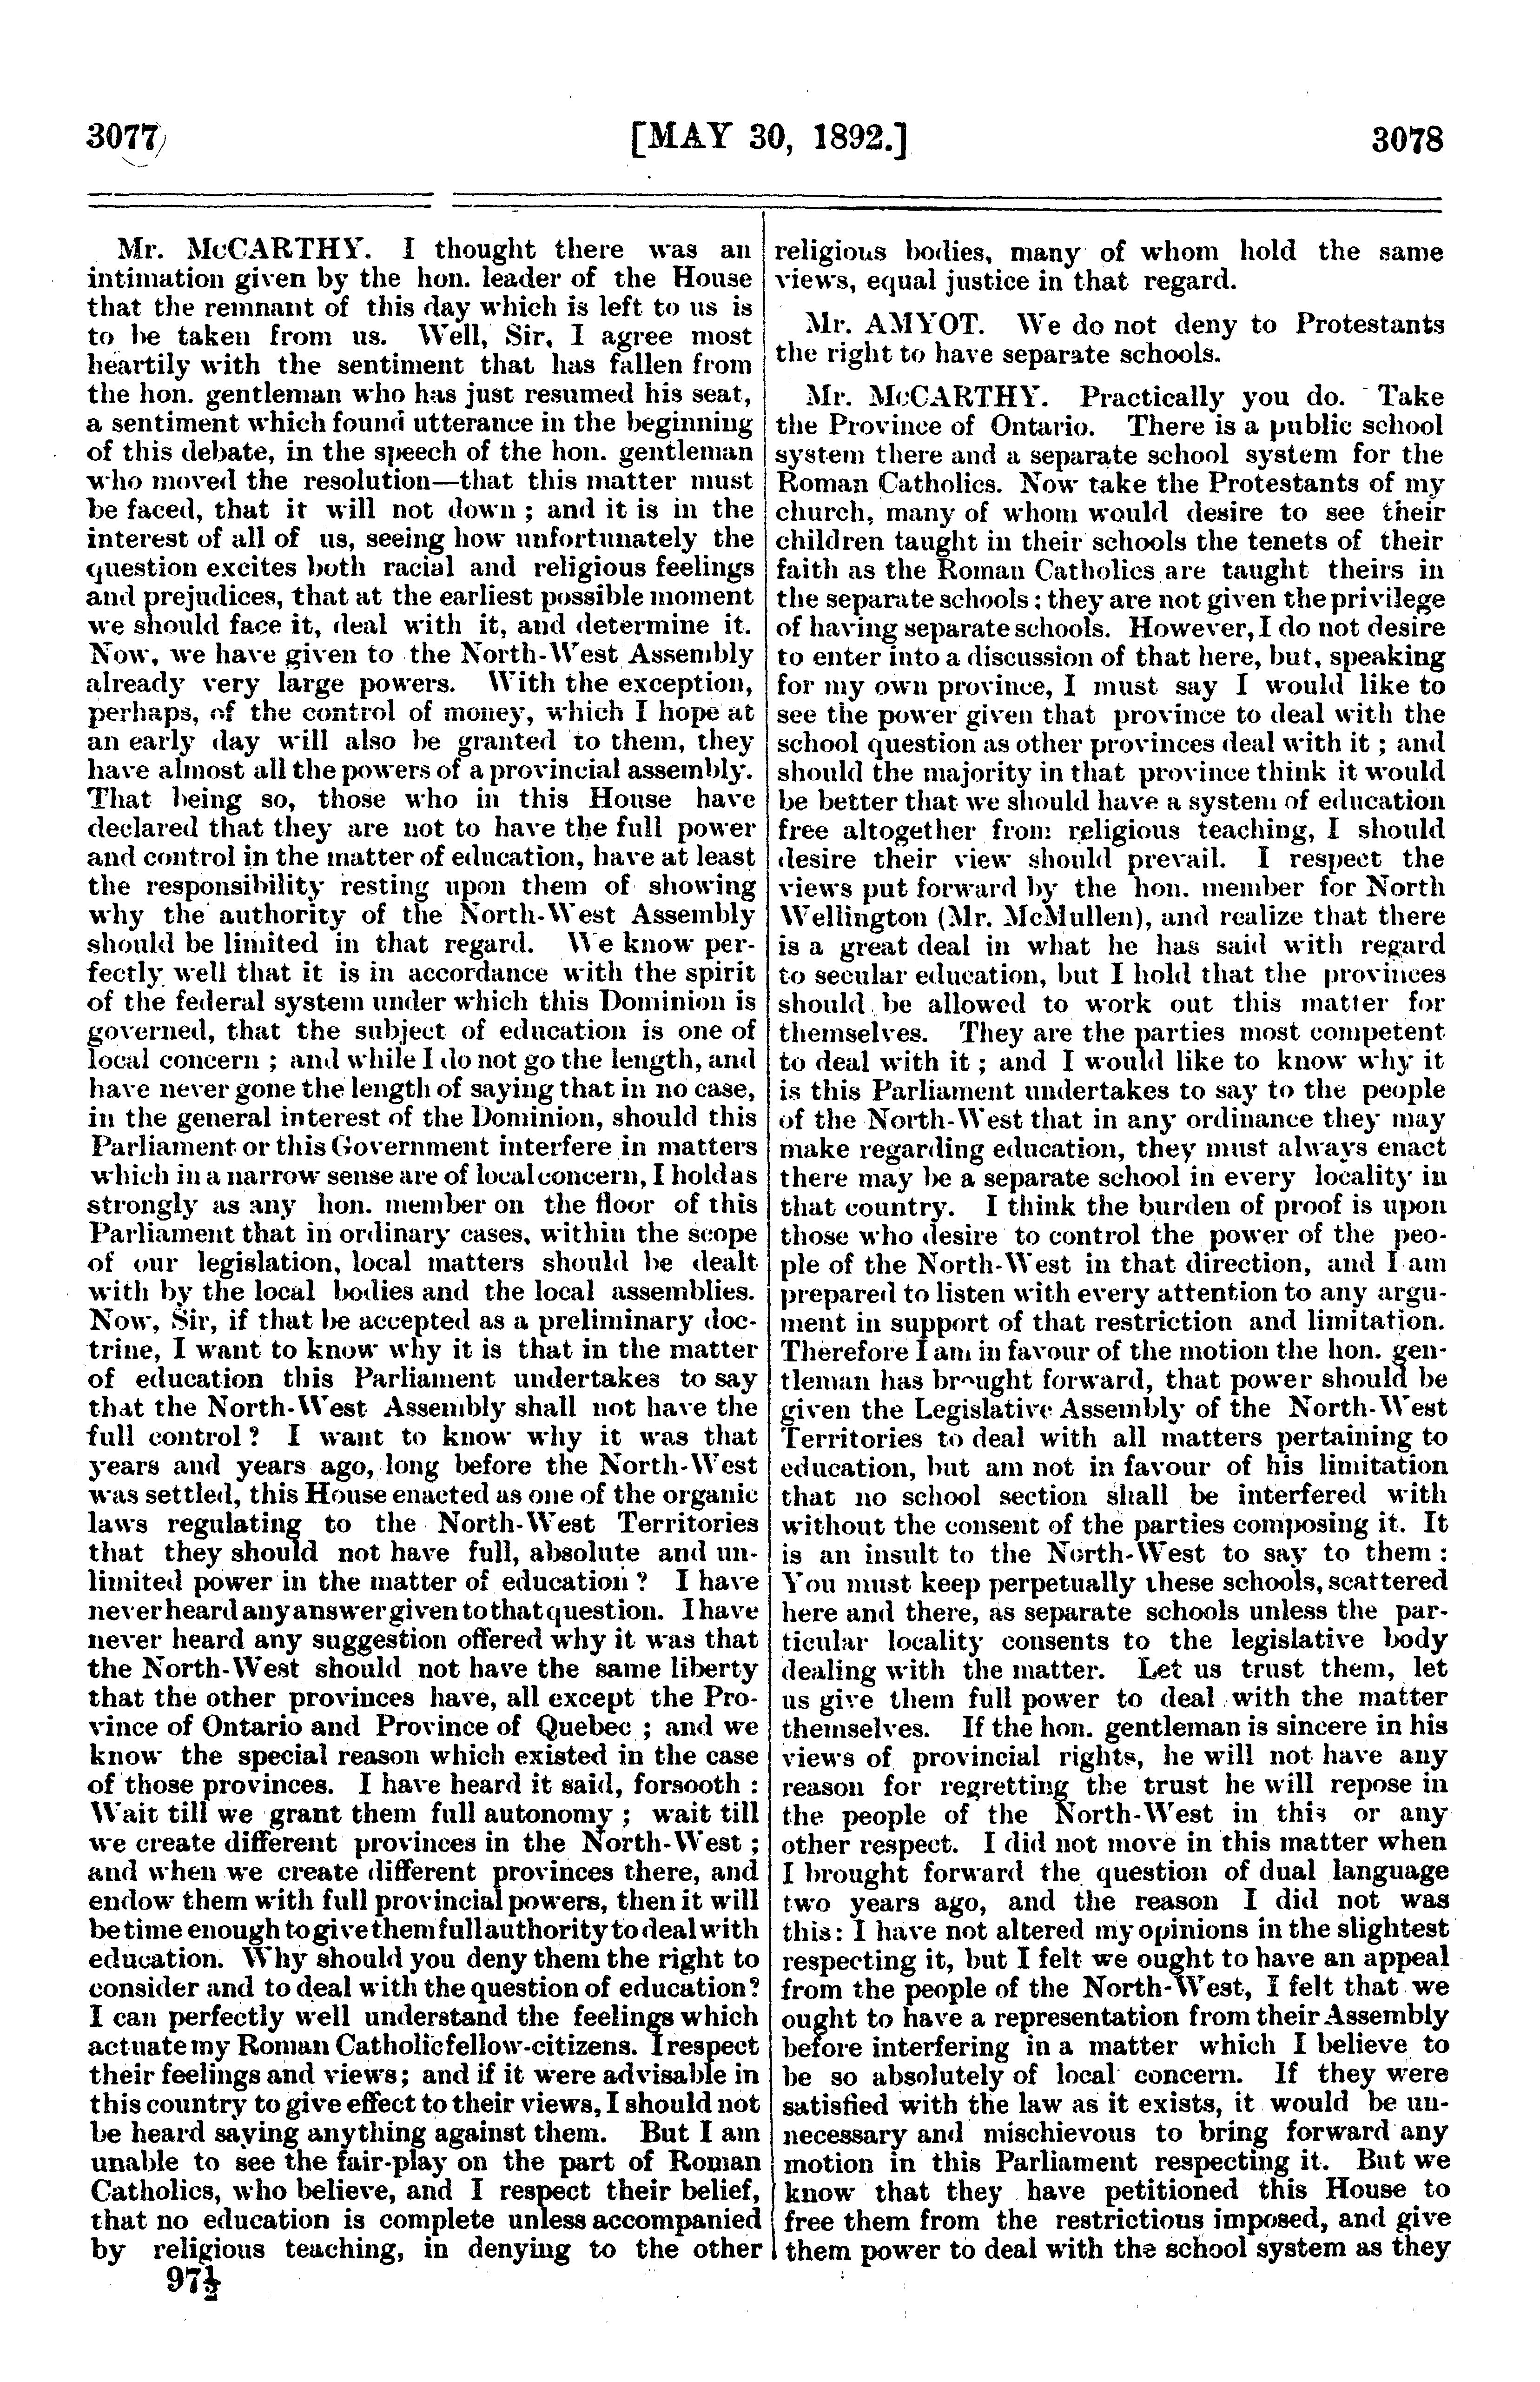 3077
[MAY 30, 1892.]
3078
Mr. McCARTHY. I thought there was an
intimation given by the hon. leader of the House
that the remnant of this day which is left to us is
to be taken from us. Well, Sir, I agree most
heartily with the sentiment that has fallen from
the hon. gentleman who has just resumed his seat,
a sentiment which found utterance in the beginning
of this debate, in the speech of the hon. gentleman
who moved the resolution—that this matter must
be faced, that it will not down ; and it is in the
interest of all of us, seeing how unfortunately the
question excites both racial and religious feelings
and prejudices, that at the earliest possible moment
we should face it, deal with it, and determine it.
Now, we have given to the North-West Assembly
already very large powers. With the exception,
perhaps, of the control of money, which I hope at
an early day will also be granted to them, they
have almost all the powers of a provincial assembly.
That being so, those who in this House have
declared that they are not to have the full power
and control in the matter of education, have at least
the responsibility resting upon them of showing
why the authority of the North-West Assembly
should be limited in that regard. We know per-
fectly well that it is in accordance with the spirit
of the federal system under which this Dominion is
governed, that the subject of education is one of
local concern ; and while I do not go the length, and
have never gone the length of saying that in no case,
in the general interest of the Dominion, should this
Parliament or this Government interfere in matters
which in a narrow sense are of local concern, I hold as
strongly as any hon. member on the floor of this
Parliament that in ordinary cases, within the scope
of our legislation, local matters should be dealt
with by the local bodies and the local assemblies.
Now, Sir, if that be accepted as a preliminary doc-
trine, I want to know why it is that in the matter
of education this Parliament undertakes to say
that the North-West Assembly shall not have the
full control? I want to know why it was that
years and years ago, long before the North-West
was settled, this House enacted as one of the organic
laws regulating to the North-West Territories
that they should not have full, absolute and un-
limited power in the matter of education ? I have
never heard any answer given to that question. I have
never heard any suggestion offered why it was that
the North-West should not have the same liberty
that the other provinces have, all except the Pro-
vince of Ontario and Province of Quebec ; and we
know the special reason which existed in the case
of those provinces. I have heard it said, forsooth :
Wait till we grant them full autonomy ; wait till
we create different provinces in the North-West ;
and when we create different provinces there, and
endow them with full provincial powers, then it will
be time enough to give them full authority to deal with
education. Why should you deny them the right to
consider and to deal with the question of education?
I can perfectly well understand the feelings which
actuate my Roman Catholic fellow-citizens. I respect
their feelings and views; and if it were advisable in
this country to give effect to their views, I should not
be heard saying anything against them. But I am
unable to see the fair-play on the part of Roman
Catholics, who believe, and I respect their belief,
that no education is complete unless accompanied
by religious teaching, in denying to the other
97½
religious bodies, many of whom hold the same
views, equal justice in that regard.
Mr. AMYOT. We do not deny to Protestants
the right to have separate schools.
Mr. McCARTHY. Practically you do. Take
the Province of Ontario. There is a public school
system there and a separate school system for the
Roman Catholics. Now take the Protestants of my
church, many of whom would desire to see their
children taught in their schools the tenets of their
faith as the Roman Catholics are taught theirs in
the separate schools; they are not given the privilege
of having separate schools. However, I do not desire
to enter into a discussion of that here, but, speaking
for my own province, I must say I would like to
see the power given that province to deal with the
school question as other provinces deal with it ; and
should the majority in that province think it would
be better that we should have a system of education
free altogether from religious teaching, I should
desire their view should prevail. I respect the
views put forward by the hon. member for North
Wellington (Mr. McMullen), and realize that there
is a great deal in what he has said with regard
to secular education, but I hold that the provinces
should be allowed to work out this matter for
themselves. They are the parties most competent
to deal with it ; and I would like to know why it
is this Parliament undertakes to say to the people
of the North-West that in any ordinance they may
make regarding education, they must always enact
there may be a separate school in every locality in
that country. I think the burden of proof is upon
those who desire to control the power of the peo-
ple of the North-West in that direction, and I am
prepared to listen with every attention to any argu-
ment in support of that restriction and limitation.
Therefore I am in favour of the motion the hon. gen-
tleman has brought forward, that power should be
given the Legislative Assembly of the North-West
Territories to deal with all matters pertaining to
education, but am not in favour of his limitation
that no school section shall be interfered with
without the consent of the parties composing it. It
is an insult to the North-West to say to them :
You must keep perpetually these schools, scattered
here and there, as separate schools unless the par-
ticular locality consents to the legislative body
dealing with the matter. Let us trust them, let
us give them full power to deal with the matter
themselves. If the hon. gentleman is sincere in his
views of provincial rights, he will not have any
reason for regretting the trust he will repose in
the people of the North-West in this or any
other respect. I did not move in this matter when
I brought forward the question of dual language
two years ago, and the reason I did not was
this: I have not altered my opinions in the slightest
respecting it, but I felt we ought to have an appeal
from the people of the North-West, I felt that we
ought to have a representation from their Assembly
before interfering in a matter which I believe to
be so absolutely of local concern. If they were
satisfied with the law as it exists, it would be un-
necessary and mischievous to bring forward any
motion in this Parliament respecting it. But we
know that they have petitioned this House to
free them from the restrictions imposed, and give
them power to deal with the school system as they